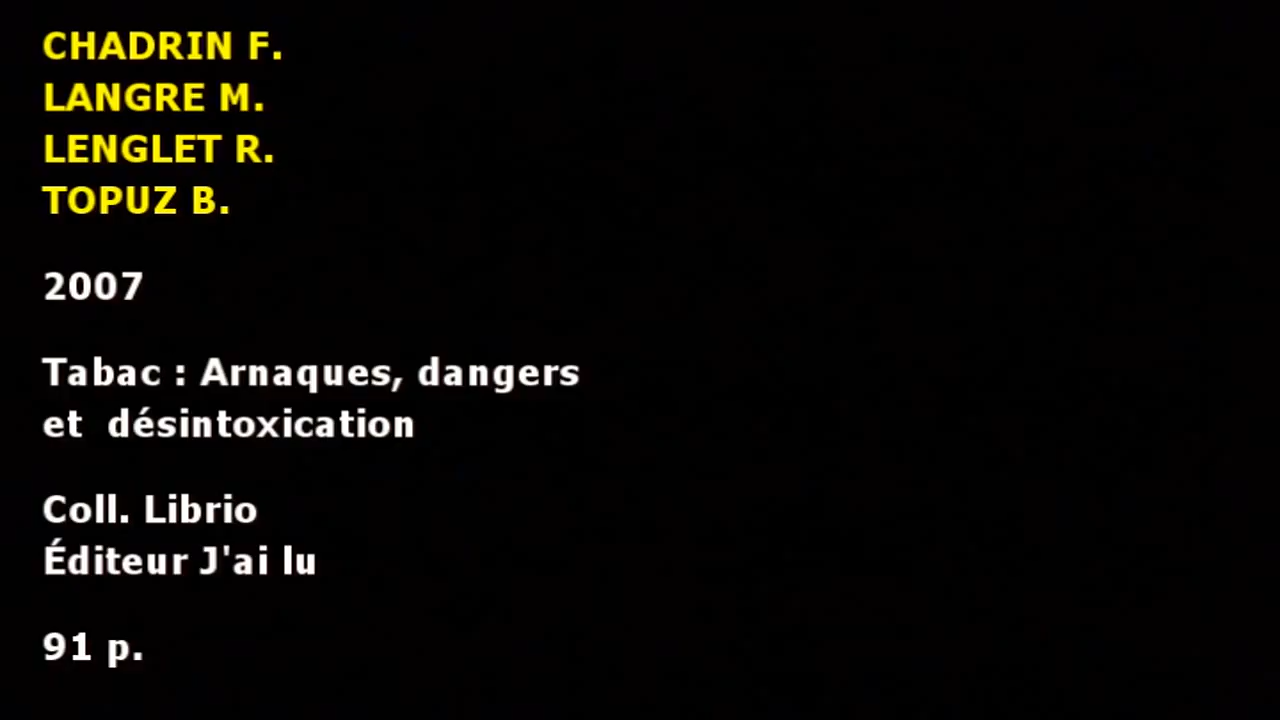 CHADRIN F.
LANGRE M.
LENGLET R.
TOPUZ B.
2007
Tabac : Arnaques, dangers
et  désintoxication
Coll. Librio
Éditeur J'ai lu
91 p.